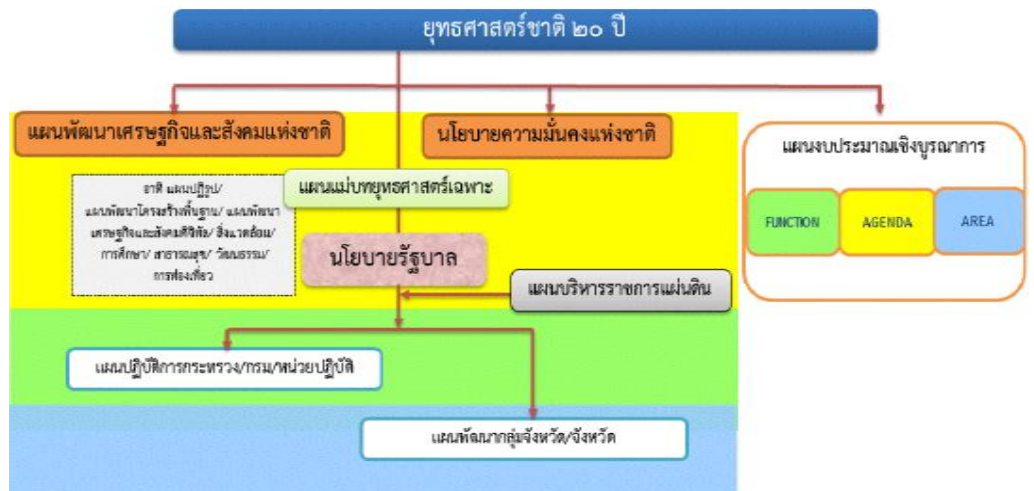 ยุทธศาสตร์ชาติ ๒๐ ปี
แผนพัฒนาเศรษฐกิจและสังคมแห่งชาติ
นโยบายความมั่นคงแห่งชาติ
แผนงบประมาณเชิงบูรณาการ
อาทิ แผนปฏิรูป/
แผนพัฒนาโครงสร้างพื้นฐาน/ แผนพัฒนา
เศรษฐกิจและสังคมดิจิทัล/ สิ่งแวดล้อม/
การศึกษา/ สาธารณสุข/ วัฒนธรรม/
การท่องเที่ยว
แผนแม่บทยุทธศาสตร์เฉพาะ
FUNCTION
AGENDA
AREA
นโยบายรัฐบาล
แผนบริหารราชการแผ่นดิน
แผนปฏิบัติการกระทรวง/กรม/หน่วยปฏิบัติ
แผนพัฒนากลุ่มจังหวัด/จังหวัด